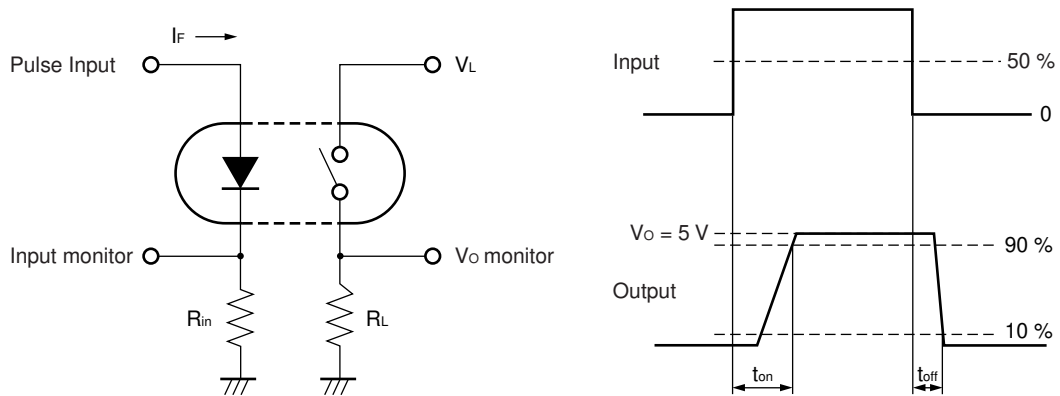 IF
Pulse Input
VL
Input monitor
VO monitor
Rin
RL
Input
50 %
0
VO = 5 V
90 %
Output
10 %
ton
toff